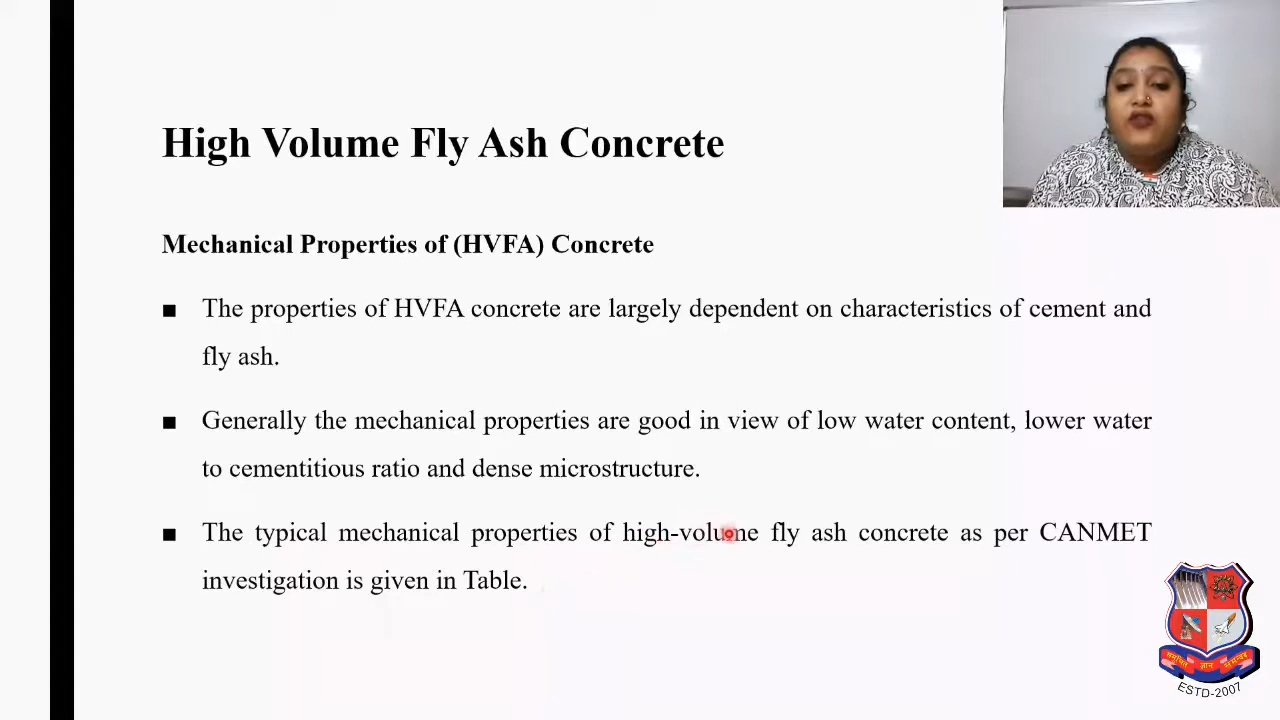 High Volume Fly Ash Concrete
Mechanical Properties of (HVFA) Concrete
■ The properties of HVFA concrete are largely dependent on characteristics of cement and
fly ash.
■ Generally the mechanical properties are good in view of low water content, lower water
to cementitious ratio and dense microstructure.
■ The typical mechanical properties of high-volume fly ash concrete as per CANMET
investigation is given in Table.
ज्ञान
ESTD-2007